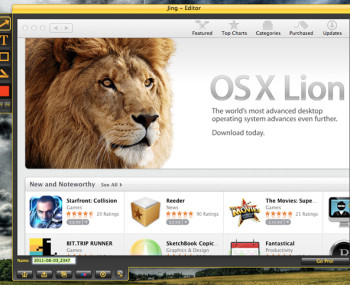 Jing - Editor
Featured Top Charts Categories Purchased Updates
OS X Lion
The world's most advanced desktop
operating system advances even further.
Download today.
New and Noteworthy See All
Starfront: Collision
Games
20 Ratings
Reeder
News
90 Ratings
The Movies: Supe...
Games
BIT.TRIP RUNNER
Games
SketchBook Copic...
Graphics & Design
Fantastical
Productivity
Name 2011-08-03_2347
Go Pro!